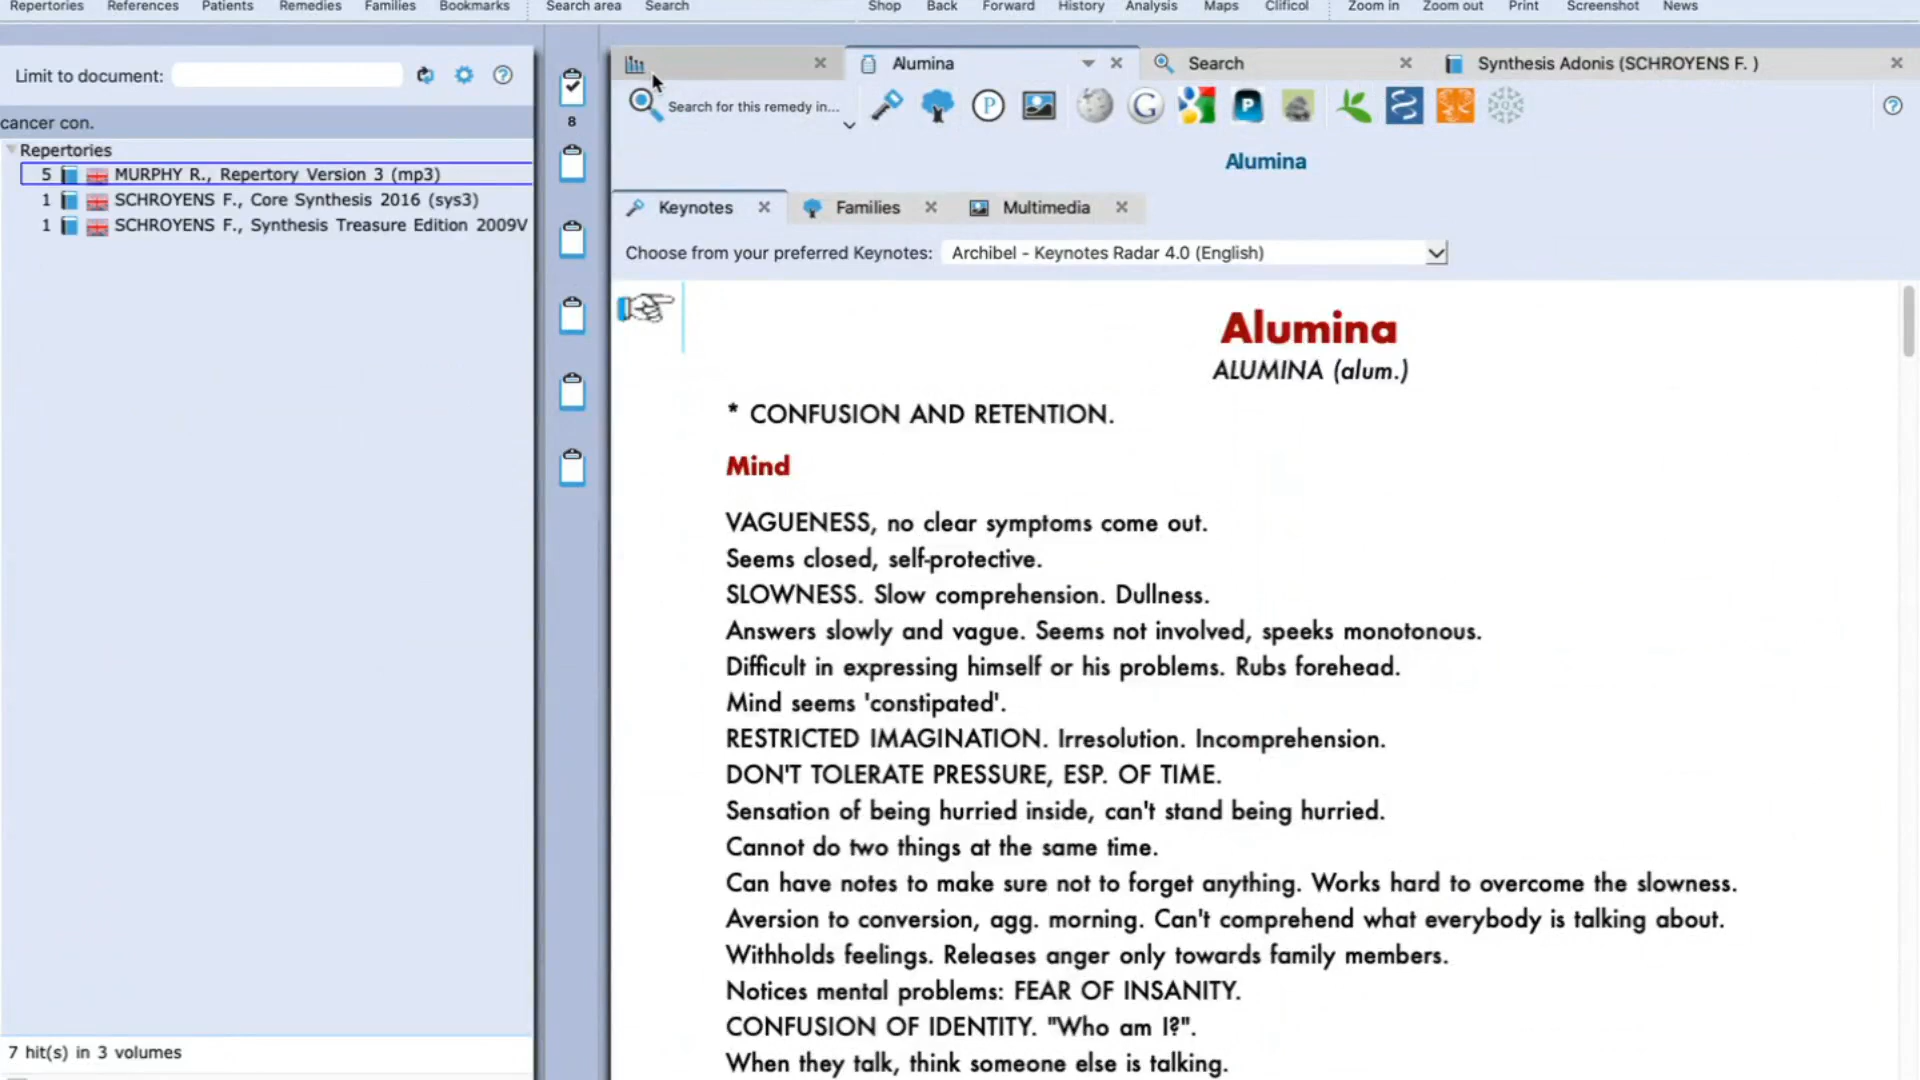 Repertories References Patients Remedies Families Bookmarks Search area Search Shop Back Forward History Analysis Maps Clificol Zoom in Zoom out Print Screenshot News
Limit to document:
cancer con.
Repertories
5 MURPHY R., Repertory Version 3 (mp3)
1 SCHROYENS F., Core Synthesis 2016 (sys3)
1 SCHROYENS F., Synthesis Treasure Edition 2009V
7 hit(s) in 3 volumes
8
Alumina Search Synthesis Adonis (SCHROYENS F. )
Search for this remedy in...
Alumina
Keynotes Families Multimedia
Choose from your preferred Keynotes: Archibel - Keynotes Radar 4.0 (English)
Alumina
ALUMINA (alum.)
* CONFUSION AND RETENTION.
Mind
VAGUENESS, no clear symptoms come out.
Seems closed, self-protective.
SLOWNESS. Slow comprehension. Dullness.
Answers slowly and vague. Seems not involved, speeks monotonous.
Difficult in expressing himself or his problems. Rubs forehead.
Mind seems 'constipated'.
RESTRICTED IMAGINATION. Irresolution. Incomprehension.
DON'T TOLERATE PRESSURE, ESP. OF TIME.
Sensation of being hurried inside, can't stand being hurried.
Cannot do two things at the same time.
Can have notes to make sure not to forget anything. Works hard to overcome the slowness.
Aversion to conversion, agg. morning. Can't comprehend what everybody is talking about.
Withholds feelings. Releases anger only towards family members.
Notices mental problems: FEAR OF INSANITY.
CONFUSION OF IDENTITY. "Who am I?".
When they talk, think someone else is talking.